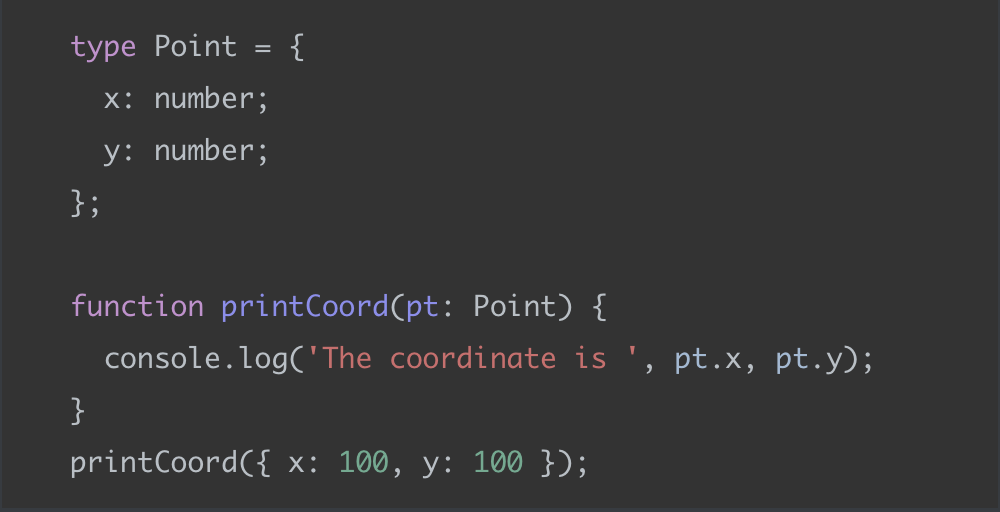 type Point = {
  x: number;
  y: number;
};

function printCoord(pt: Point) {
  console.log('The coordinate is ', pt.x, pt.y);
}
printCoord({ x: 100, y: 100 });